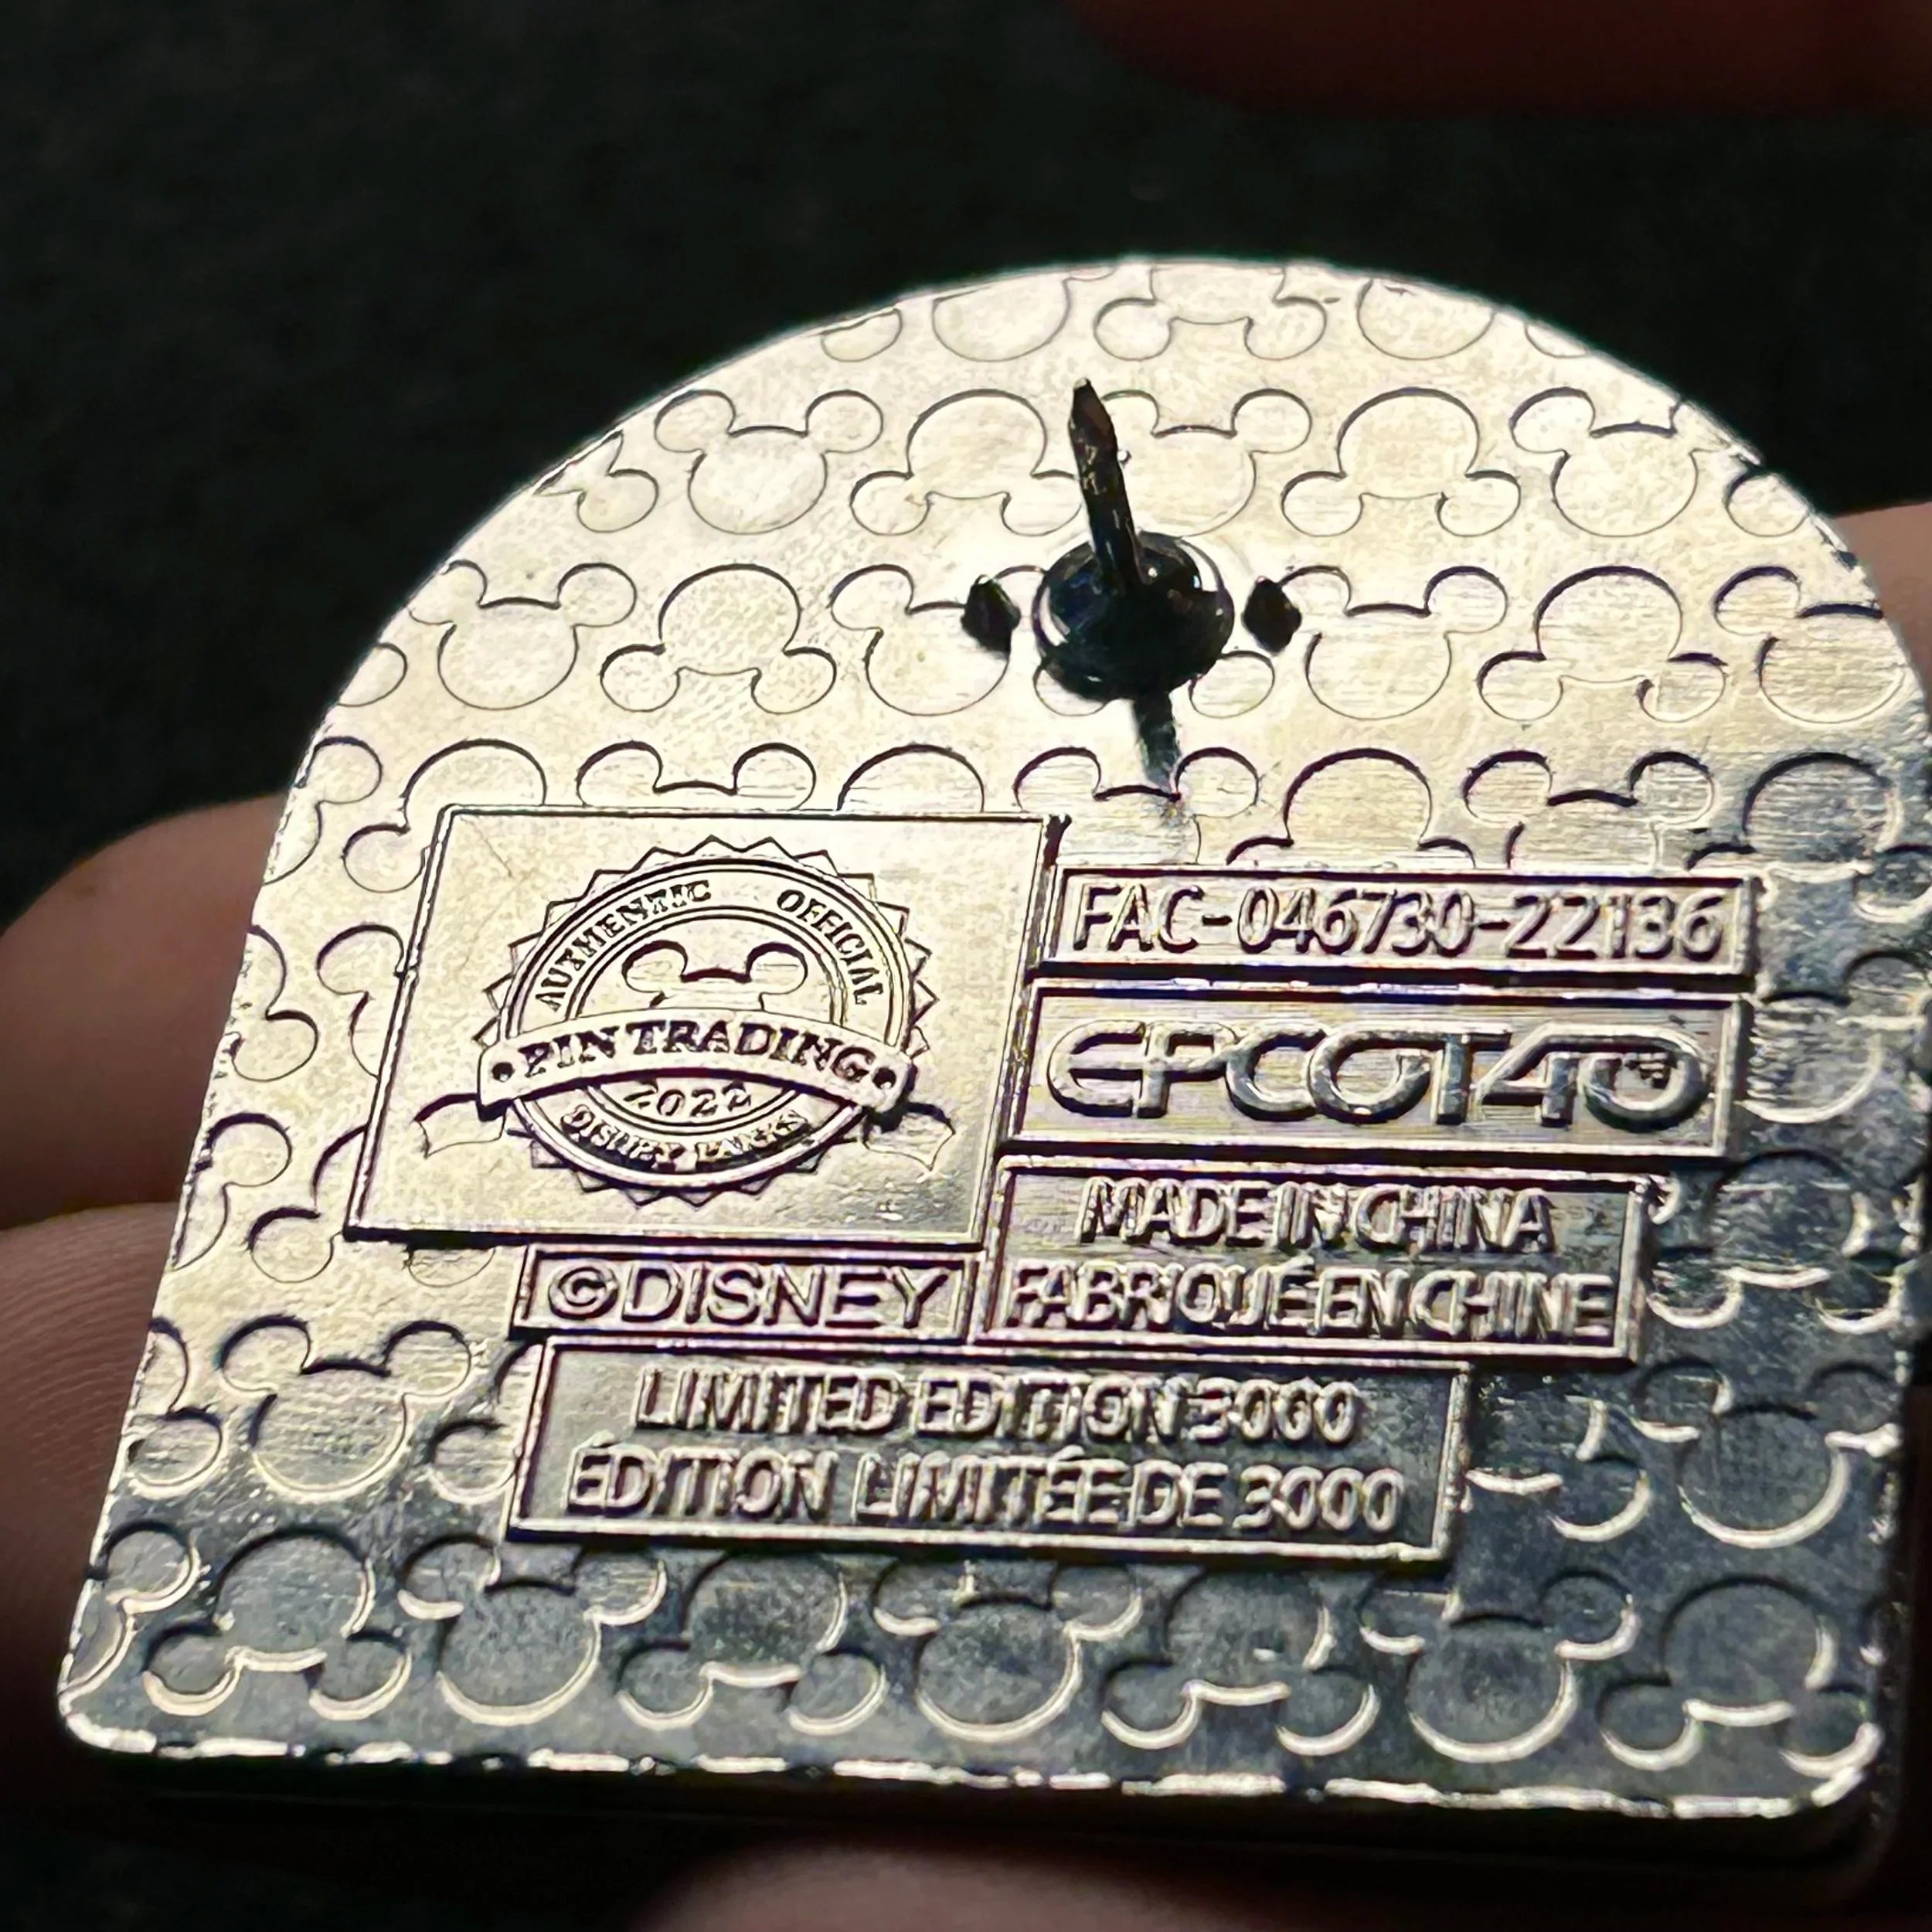 AUTHENTIC OFFICIAL
PIN TRADING
2022
DISNEY PARKS
FAC-046730-22136
EPCOT40
MADE IN CHINA
FABRIQUÉ EN CHINE
©DISNEY
LIMITED EDITION 3000
ÉDITION LIMITÉE DE 3000